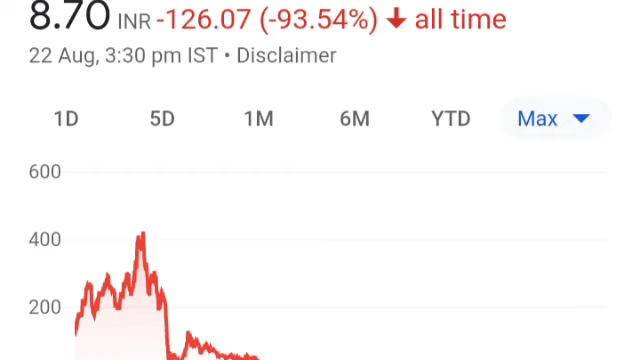 8.70 INR -126.07 (-93.54%) ↓ all time
22 Aug, 3:30 pm IST • Disclaimer
1D 5D 1M 6M YTD Max
600
400
200